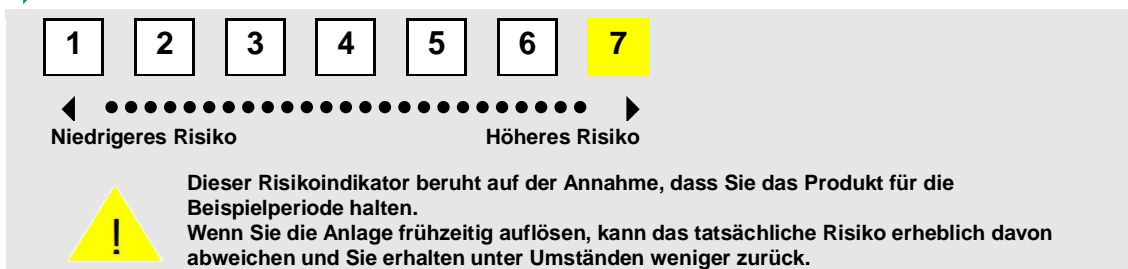 1 2 3 4 5 6 7
Niedrigeres Risiko Höheres Risiko
Dieser Risikoindikator beruht auf der Annahme, dass Sie das Produkt für die
Beispielperiode halten.
! Wenn Sie die Anlage frühzeitig auflösen, kann das tatsächliche Risiko erheblich davon
abweichen und Sie erhalten unter Umständen weniger zurück.